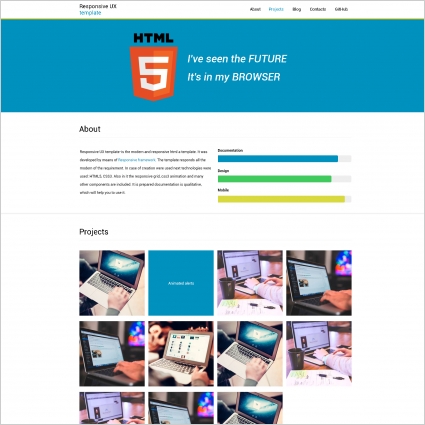 Responsive UX
template
About Projects Blog Contacts GitHub
HTML
5
I've seen the FUTURE
It's in my BROWSER
About
Responsive UX template-is the modern and responsive html-a template. It was
developed by means of Responsive framework. The template responds all the
modern of the requirement. In case of creation were used next technologies were
used: HTML5, CSS3. Also in it the responsive grid, css3 animation and many
other components are included. It is prepared documentation is qualitative,
which will help you to use it.
Documentation
Design
Mobile
Projects
Animated alerts